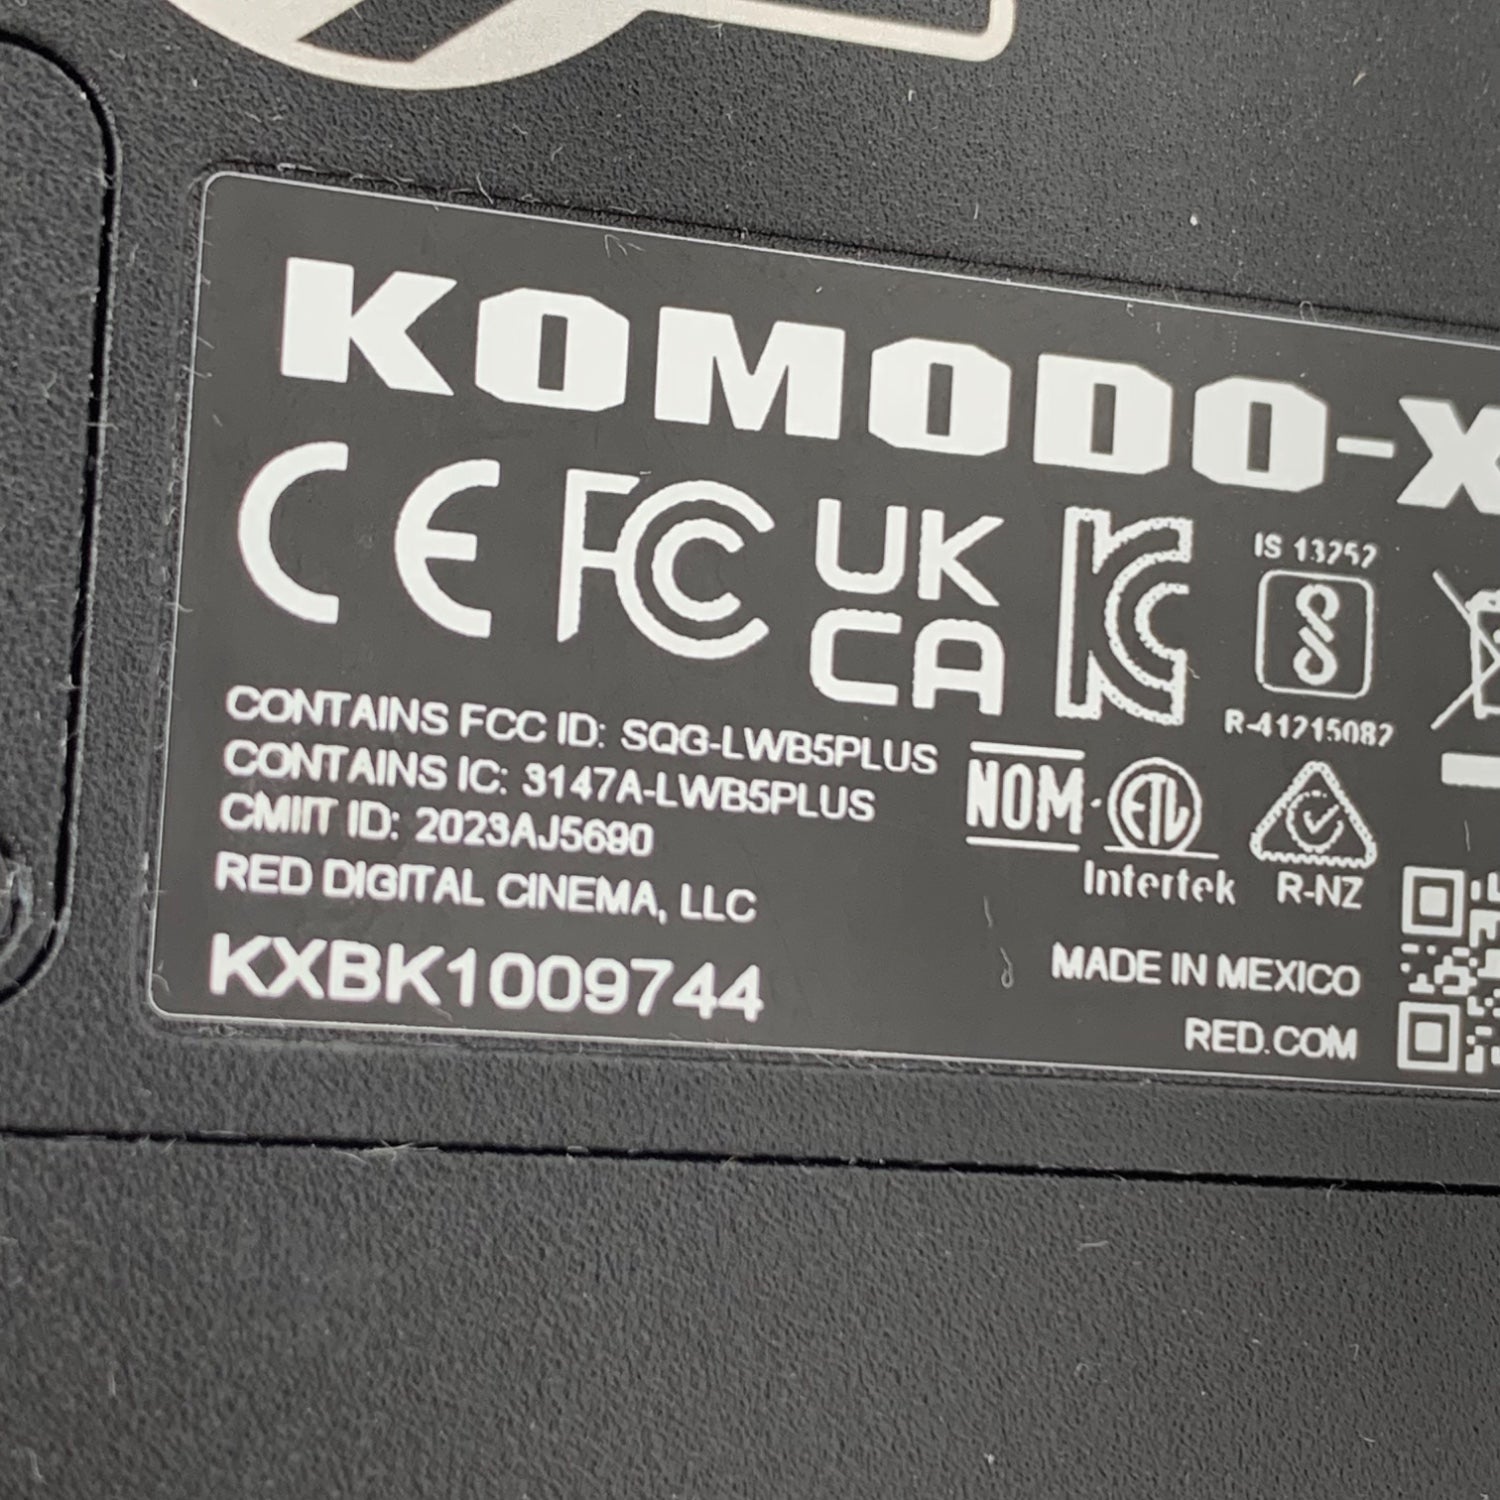 KOMODO-X
CE FC UK CA
IS 13252
R-41215082
CONTAINS FCC ID: SQG-LWB5PLUS
CONTAINS IC: 3147A-LWB5PLUS
CMIIT ID: 2023AJ5690
RED DIGITAL CINEMA, LLC
KXBK1009744
NOM
ETL
Intertek
R-NZ
MADE IN MEXICO
RED.COM